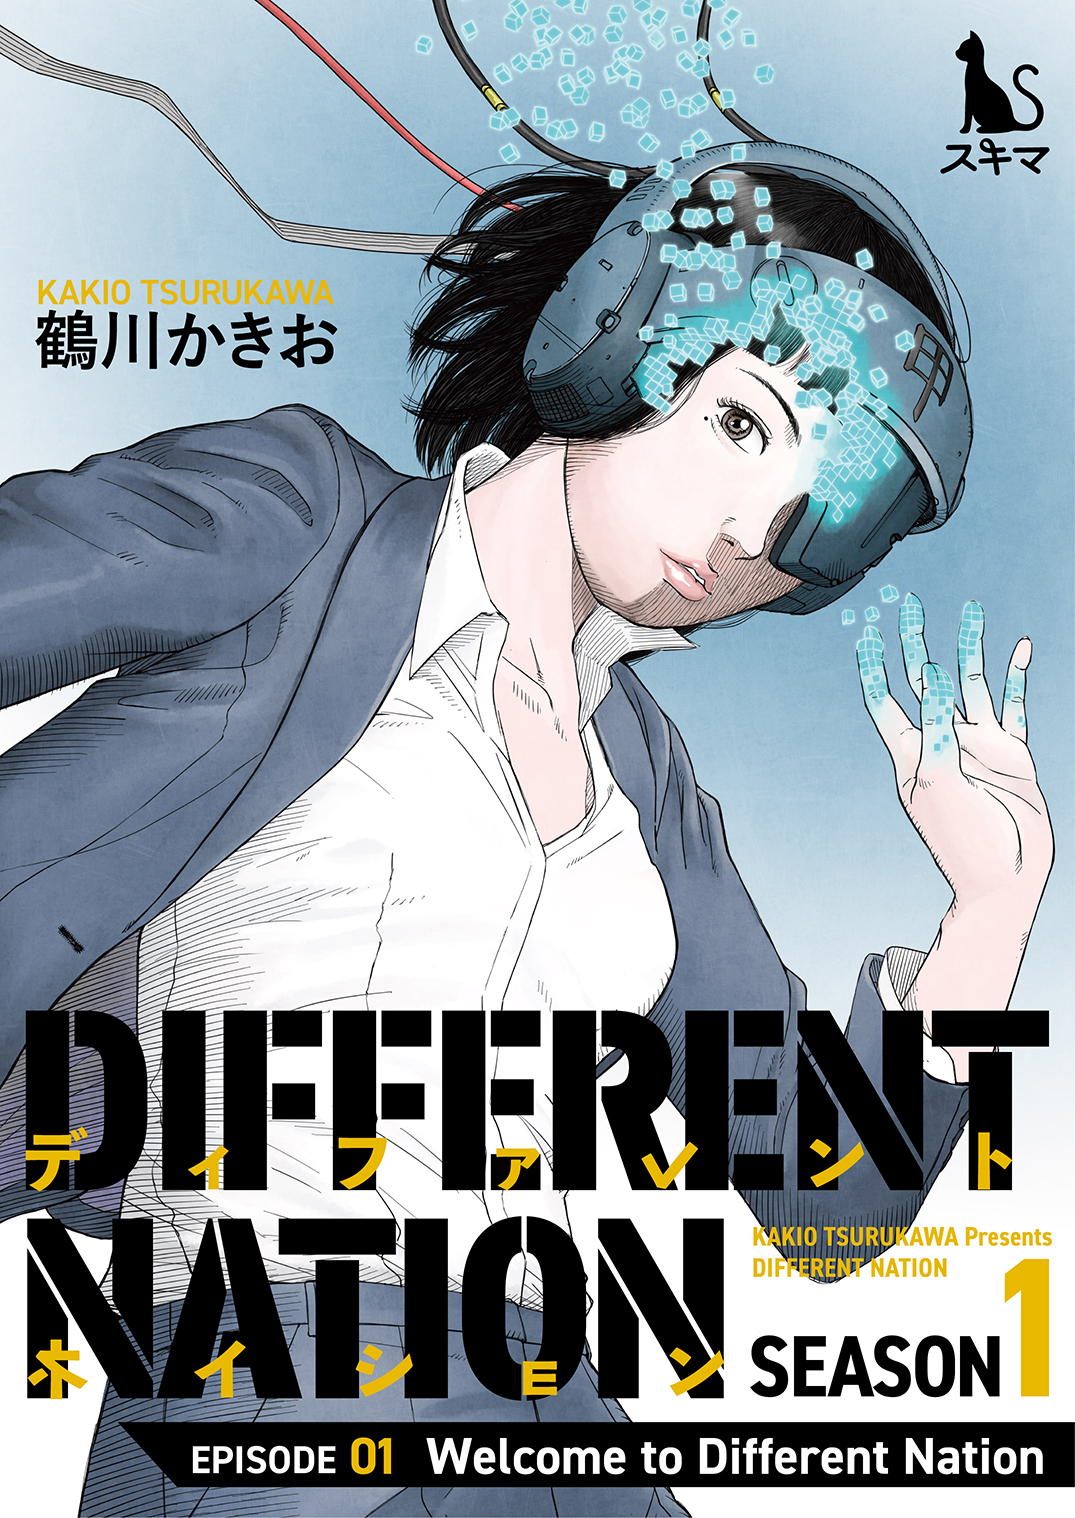 スキマ
KAKIO TSURUKAWA
鶴川かきお
甲
DIFFERENT
ディファレント
NATION
ネイション
KAKIO TSURUKAWA Presents
DIFFERENT NATION
SEASON 1
EPISODE 01 Welcome to Different Nation